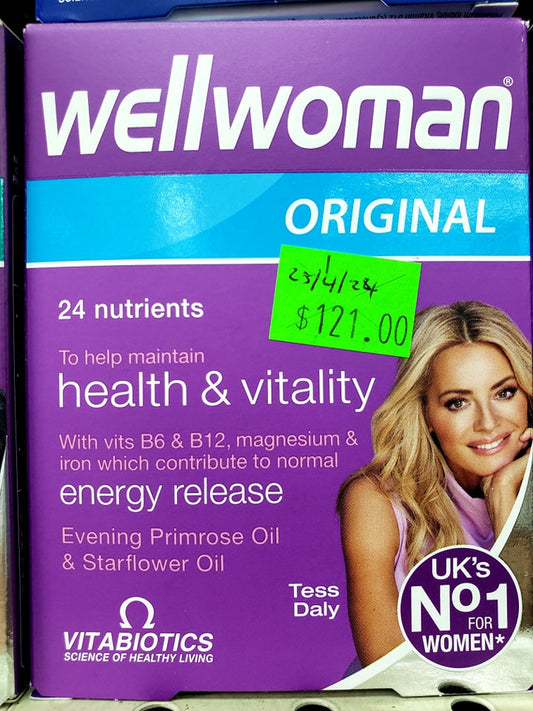 wellwoman®
ORIGINAL
23/4/24
$121.00
24 nutrients
To help maintain
health & vitality
With vits B6 & B12, magnesium &
iron which contribute to normal
energy release
Evening Primrose Oil
& Starflower Oil
Tess
Daly
VITABIOTICS
SCIENCE OF HEALTHY LIVING
UK's
No1
FOR
WOMEN*